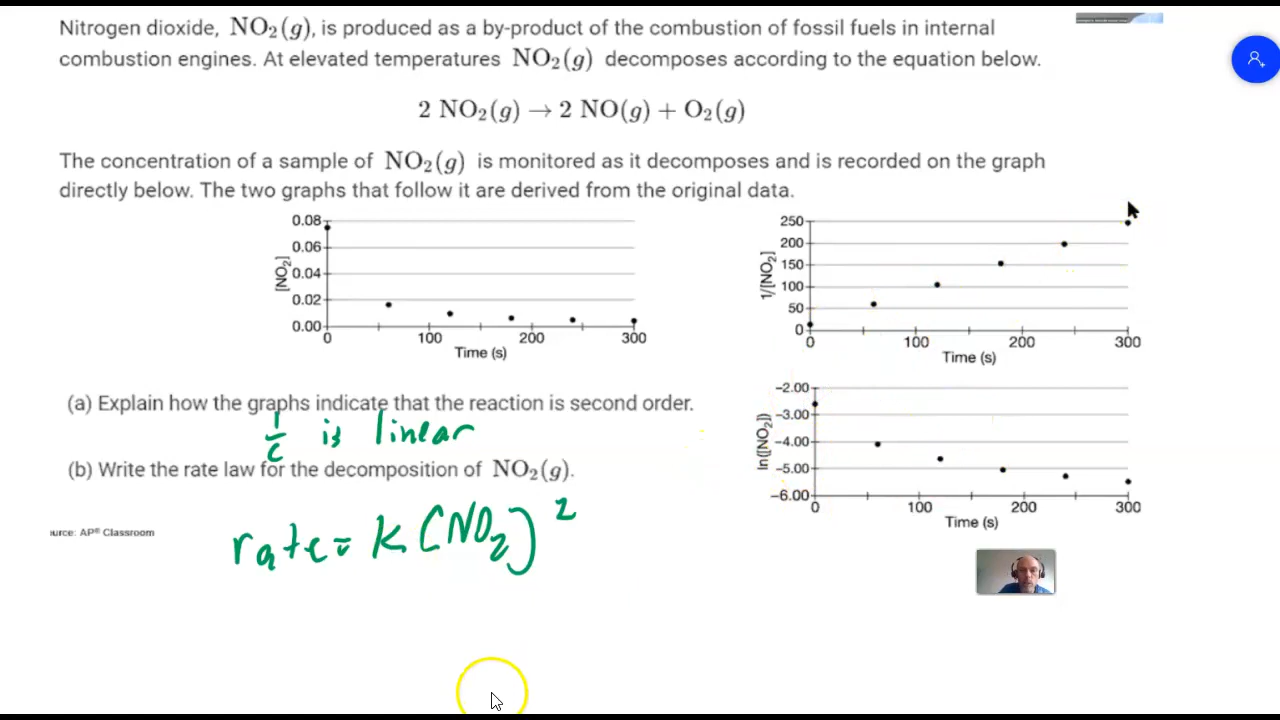 Nitrogen dioxide, NO₂(g), is produced as a by-product of the combustion of fossil fuels in internal
combustion engines. At elevated temperatures NO₂(g) decomposes according to the equation below.
2 NO₂(g) → 2 NO(g) + O₂(g)
The concentration of a sample of NO₂(g) is monitored as it decomposes and is recorded on the graph
directly below. The two graphs that follow it are derived from the original data.
0.08
0.06
0.04
0.02
0.00
[NO₂]
0 100 200 300
Time (s)
250
200
150
100
50
0
1/[NO₂]
0 100 200 300
Time (s)
(a) Explain how the graphs indicate that the reaction is second order.
1/c is linear
(b) Write the rate law for the decomposition of NO₂(g).
rate = k(NO₂)²
-2.00
-3.00
-4.00
-5.00
-6.00
ln([NO₂])
0 100 200 300
Time (s)
urce: AP® Classroom